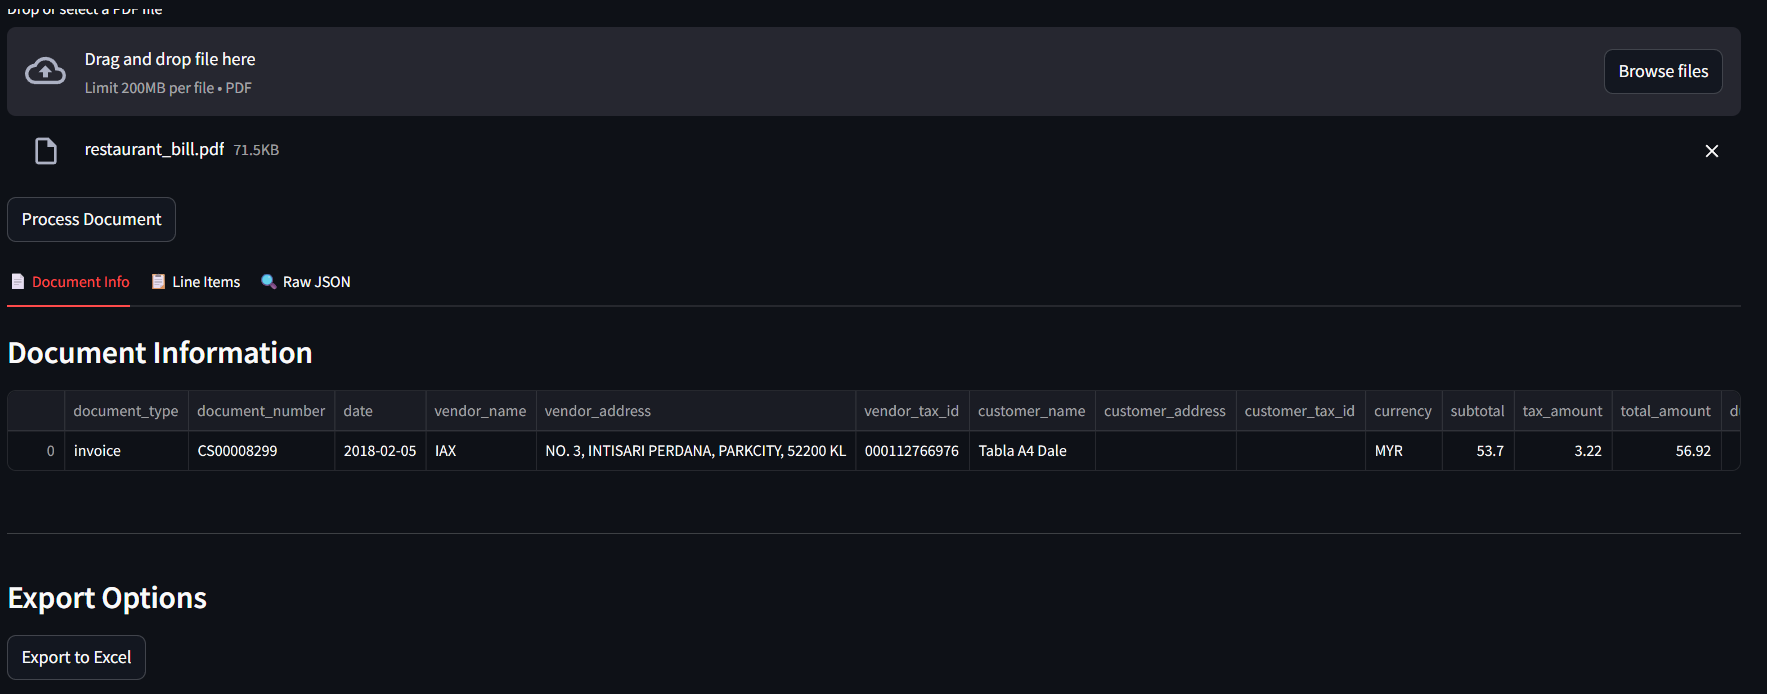 Drop or select a PDF file
Drag and drop file here
Limit 200MB per file • PDF
Browse files
restaurant_bill.pdf 71.5KB
Process Document
Document Info Line Items Raw JSON
Document Information
document_type document_number date vendor_name vendor_address vendor_tax_id customer_name customer_address customer_tax_id currency subtotal tax_amount total_amount
0 invoice CS00008299 2018-02-05 IAX NO. 3, INTISARI PERDANA, PARKCITY, 52200 KL 000112766976 Tabla A4 Dale MYR 53.7 3.22 56.92
Export Options
Export to Excel